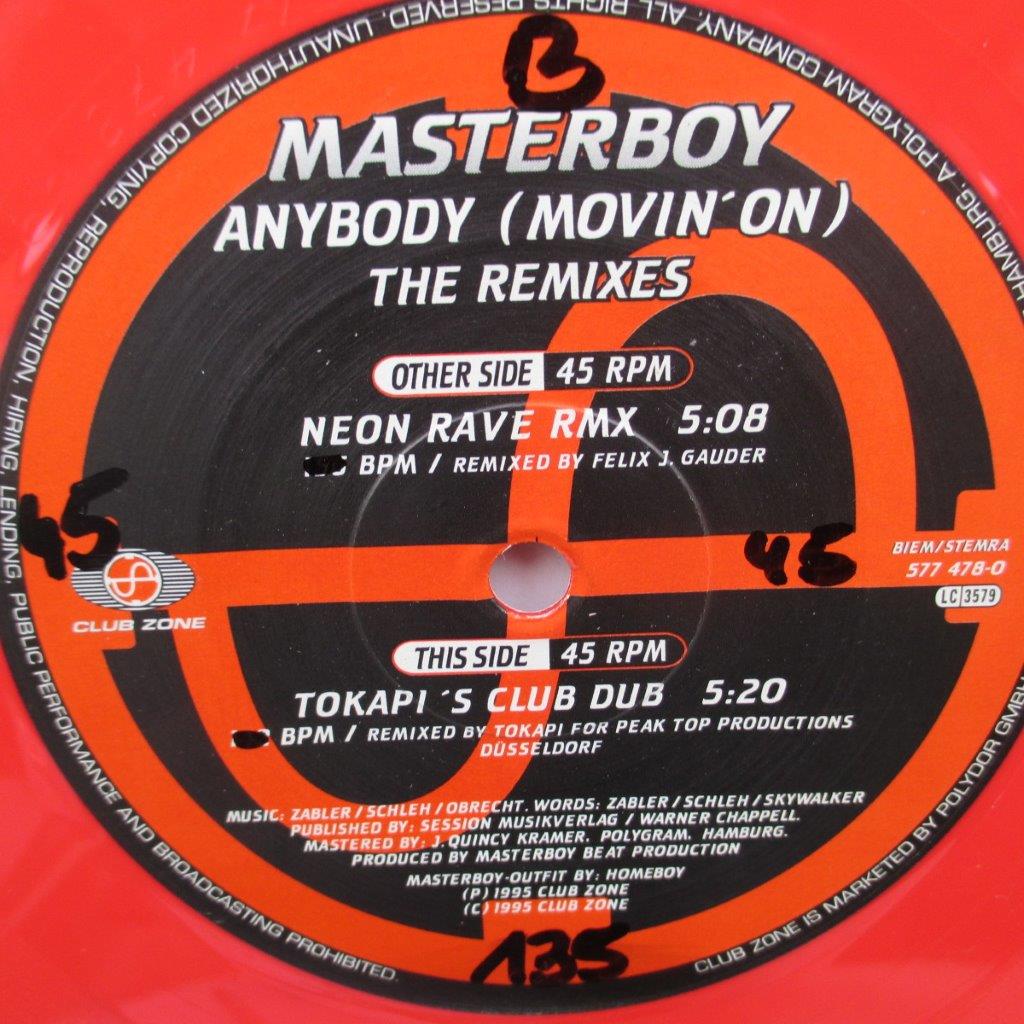 B
MASTERBOY
ANYBODY (MOVIN´ON)
THE REMIXES
OTHER SIDE 45 RPM
NEON RAVE RMX 5:08
BPM / REMIXED BY FELIX J. GAUDER
45
45
BIEM/STEMRA
577 478-0
LC 3579
CLUB ZONE
THIS SIDE 45 RPM
TOKAPI ´S CLUB DUB 5:20
BPM / REMIXED BY TOKAPI FOR PEAK TOP PRODUCTIONS
DÜSSELDORF
MUSIC: ZABLER/SCHLEH/OBRECHT. WORDS: ZABLER/SCHLEH/SKYWALKER
PUBLISHED BY: SESSION MUSIKVERLAG / WARNER CHAPPELL.
MASTERED BY: J.QUINCY KRAMER. POLYGRAM. HAMBURG.
PRODUCED BY MASTERBOY BEAT PRODUCTION
MASTERBOY-OUTFIT BY: HOMEBOY
(P) 1995 CLUB ZONE
(C) 1995 CLUB ZONE
135
CLUB ZONE IS MARKETED BY POLYDOR GMBH HAMBURG, A POLYGRAM COMPANY. ALL RIGHTS RESERVED. UNAUTHORIZED COPYING, REPRODUCTION, HIRING, LENDING, PUBLIC PERFORMANCE AND BROADCASTING PROHIBITED.